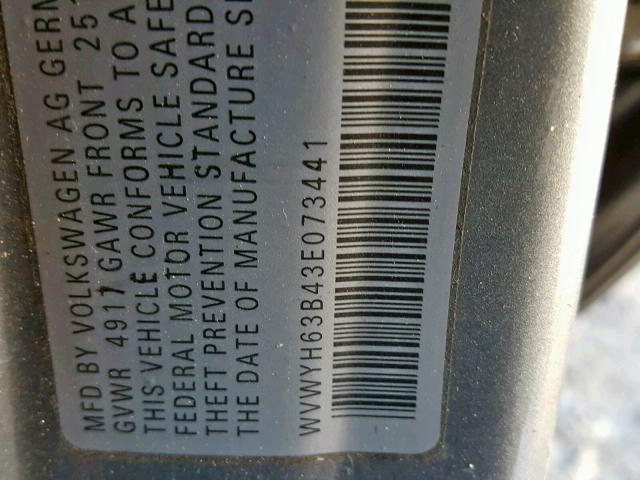 MFD BY VOLKSWAGEN AG GERM
GVWR 4917 GAWR FRONT 25
THIS VEHICLE CONFORMS TO A
FEDERAL MOTOR VEHICLE SAFE
THEFT PREVENTION STANDARD
THE DATE OF MANUFACTURE S
WVWYH63B43E073441